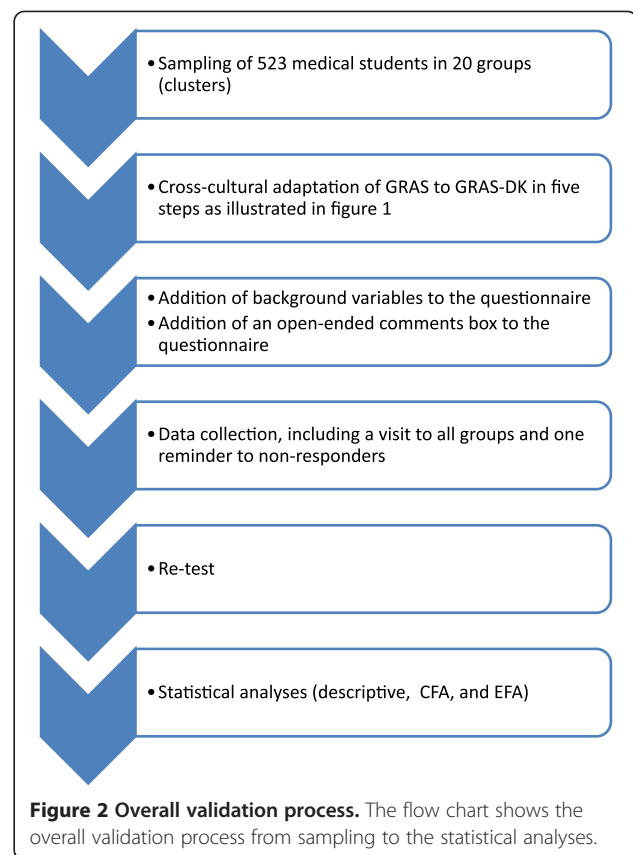 •Sampling of 523 medical students in 20 groups
(clusters)
•Cross-cultural adaptation of GRAS to GRAS-DK in five
steps as illustrated in figure 1
•Addition of background variables to the questionnaire
•Addition of an open-ended comments box to the
questionnaire
•Data collection, including a visit to all groups and one
reminder to non-responders
•Re-test
•Statistical analyses (descriptive,  CFA, and EFA)
Figure 2 Overall validation process. The flow chart shows the
overall validation process from sampling to the statistical analyses.